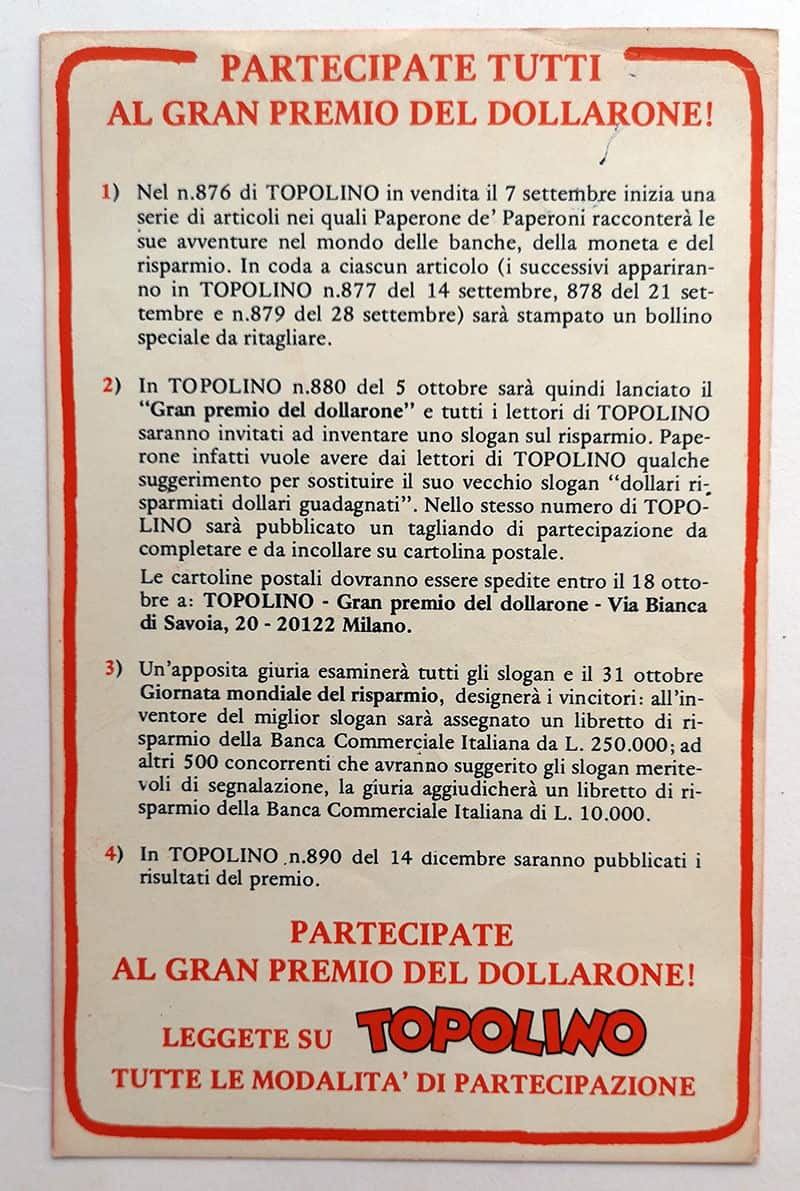 PARTECIPATE TUTTI
AL GRAN PREMIO DEL DOLLARONE!
1) Nel n.876 di TOPOLINO in vendita il 7 settembre inizia una
serie di articoli nei quali Paperone de' Paperoni racconterà le
sue avventure nel mondo delle banche, della moneta e del
risparmio. In coda a ciascun articolo (i successivi appariran-
no in TOPOLINO n.877 del 14 settembre, 878 del 21 set-
tembre e n.879 del 28 settembre) sarà stampato un bollino
speciale da ritagliare.
2) In TOPOLINO n.880 del 5 ottobre sarà quindi lanciato il
"Gran premio del dollarone" e tutti i lettori di TOPOLINO
saranno invitati ad inventare uno slogan sul risparmio. Pape-
rone infatti vuole avere dai lettori di TOPOLINO qualche
suggerimento per sostituire il suo vecchio slogan "dollari ri-
sparmiati dollari guadagnati". Nello stesso numero di TOPO-
LINO sarà pubblicato un tagliando di partecipazione da
completare e da incollare su cartolina postale.
Le cartoline postali dovranno essere spedite entro il 18 otto-
bre a: TOPOLINO - Gran premio del dollarone - Via Bianca
di Savoia, 20 - 20122 Milano.
3) Un'apposita giuria esaminerà tutti gli slogan e il 31 ottobre
Giornata mondiale del risparmio, designerà i vincitori: all'in-
ventore del miglior slogan sarà assegnato un libretto di ri-
sparmio della Banca Commerciale Italiana da L. 250.000; ad
altri 500 concorrenti che avranno suggerito gli slogan merite-
voli di segnalazione, la giuria aggiudicherà un libretto di ri-
sparmio della Banca Commerciale Italiana di L. 10.000.
4) In TOPOLINO n.890 del 14 dicembre saranno pubblicati i
risultati del premio.
PARTECIPATE
AL GRAN PREMIO DEL DOLLARONE!
LEGGETE SU TOPOLINO
TUTTE LE MODALITA' DI PARTECIPAZIONE